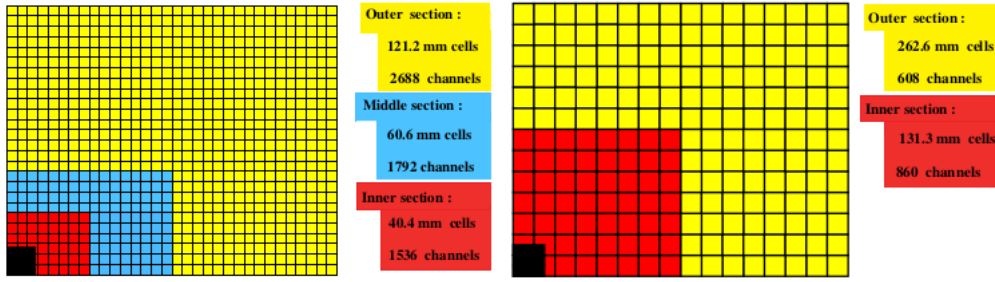 Outer section :
121.2 mm cells
2688 channels
Middle section :
60.6 mm cells
1792 channels
Inner section :
40.4 mm cells
1536 channels
Outer section :
262.6 mm cells
608 channels
Inner section :
131.3 mm cells
860 channels